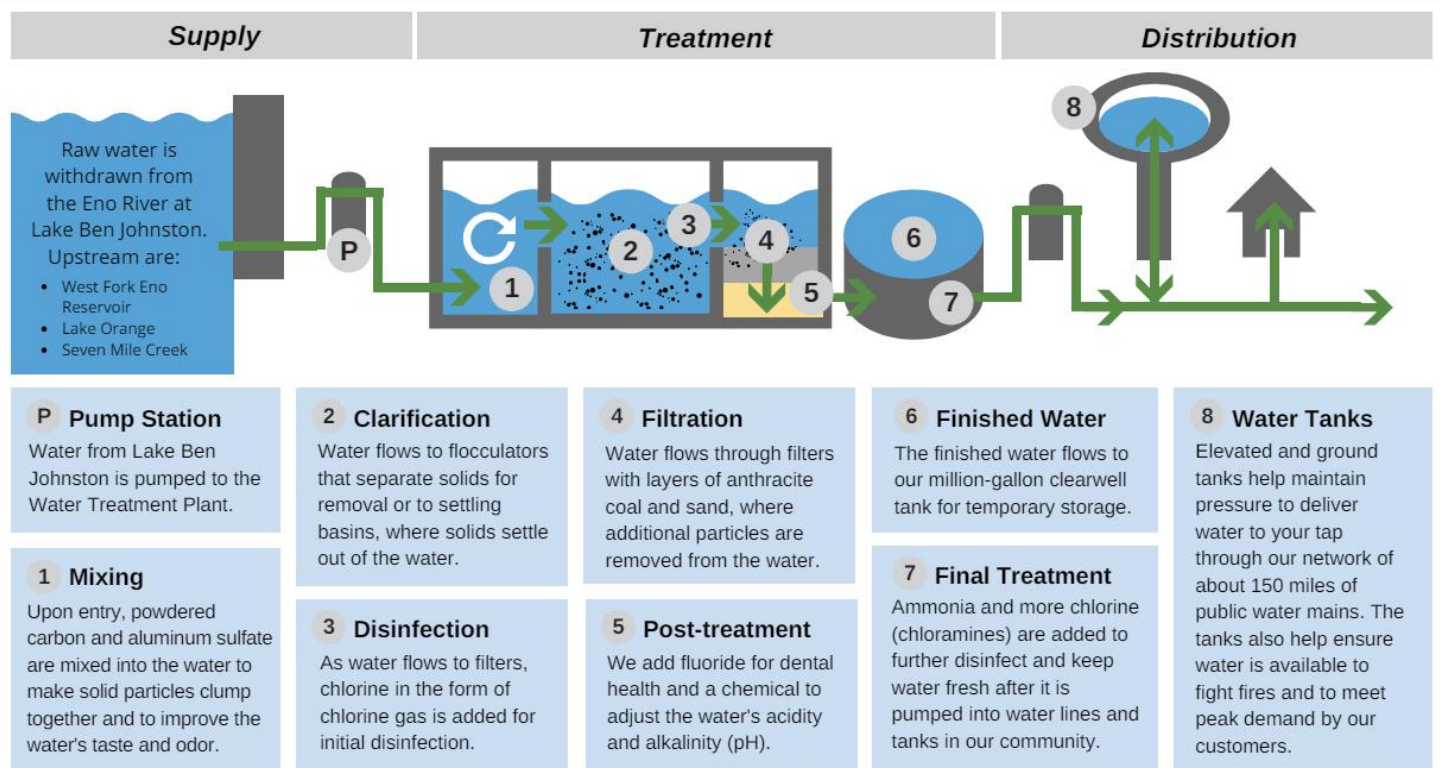 Supply
Treatment
Distribution
Raw water is
withdrawn from
the Eno River at
Lake Ben Johnston.
Upstream are:
• West Fork Eno
Reservoir
• Lake Orange
• Seven Mile Creek
P
1
2
3
4
5
6
7
8
P Pump Station
Water from Lake Ben
Johnston is pumped to the
Water Treatment Plant.
1 Mixing
Upon entry, powdered
carbon and aluminum sulfate
are mixed into the water to
make solid particles clump
together and to improve the
water's taste and odor.
2 Clarification
Water flows to flocculators
that separate solids for
removal or to settling
basins, where solids settle
out of the water.
3 Disinfection
As water flows to filters,
chlorine in the form of
chlorine gas is added for
initial disinfection.
4 Filtration
Water flows through filters
with layers of anthracite
coal and sand, where
additional particles are
removed from the water.
5 Post-treatment
We add fluoride for dental
health and a chemical to
adjust the water's acidity
and alkalinity (pH).
6 Finished Water
The finished water flows to
our million-gallon clearwell
tank for temporary storage.
7 Final Treatment
Ammonia and more chlorine
(chloramines) are added to
further disinfect and keep
water fresh after it is
pumped into water lines and
tanks in our community.
8 Water Tanks
Elevated and ground
tanks help maintain
pressure to deliver
water to your tap
through our network of
about 150 miles of
public water mains. The
tanks also help ensure
water is available to
fight fires and to meet
peak demand by our
customers.